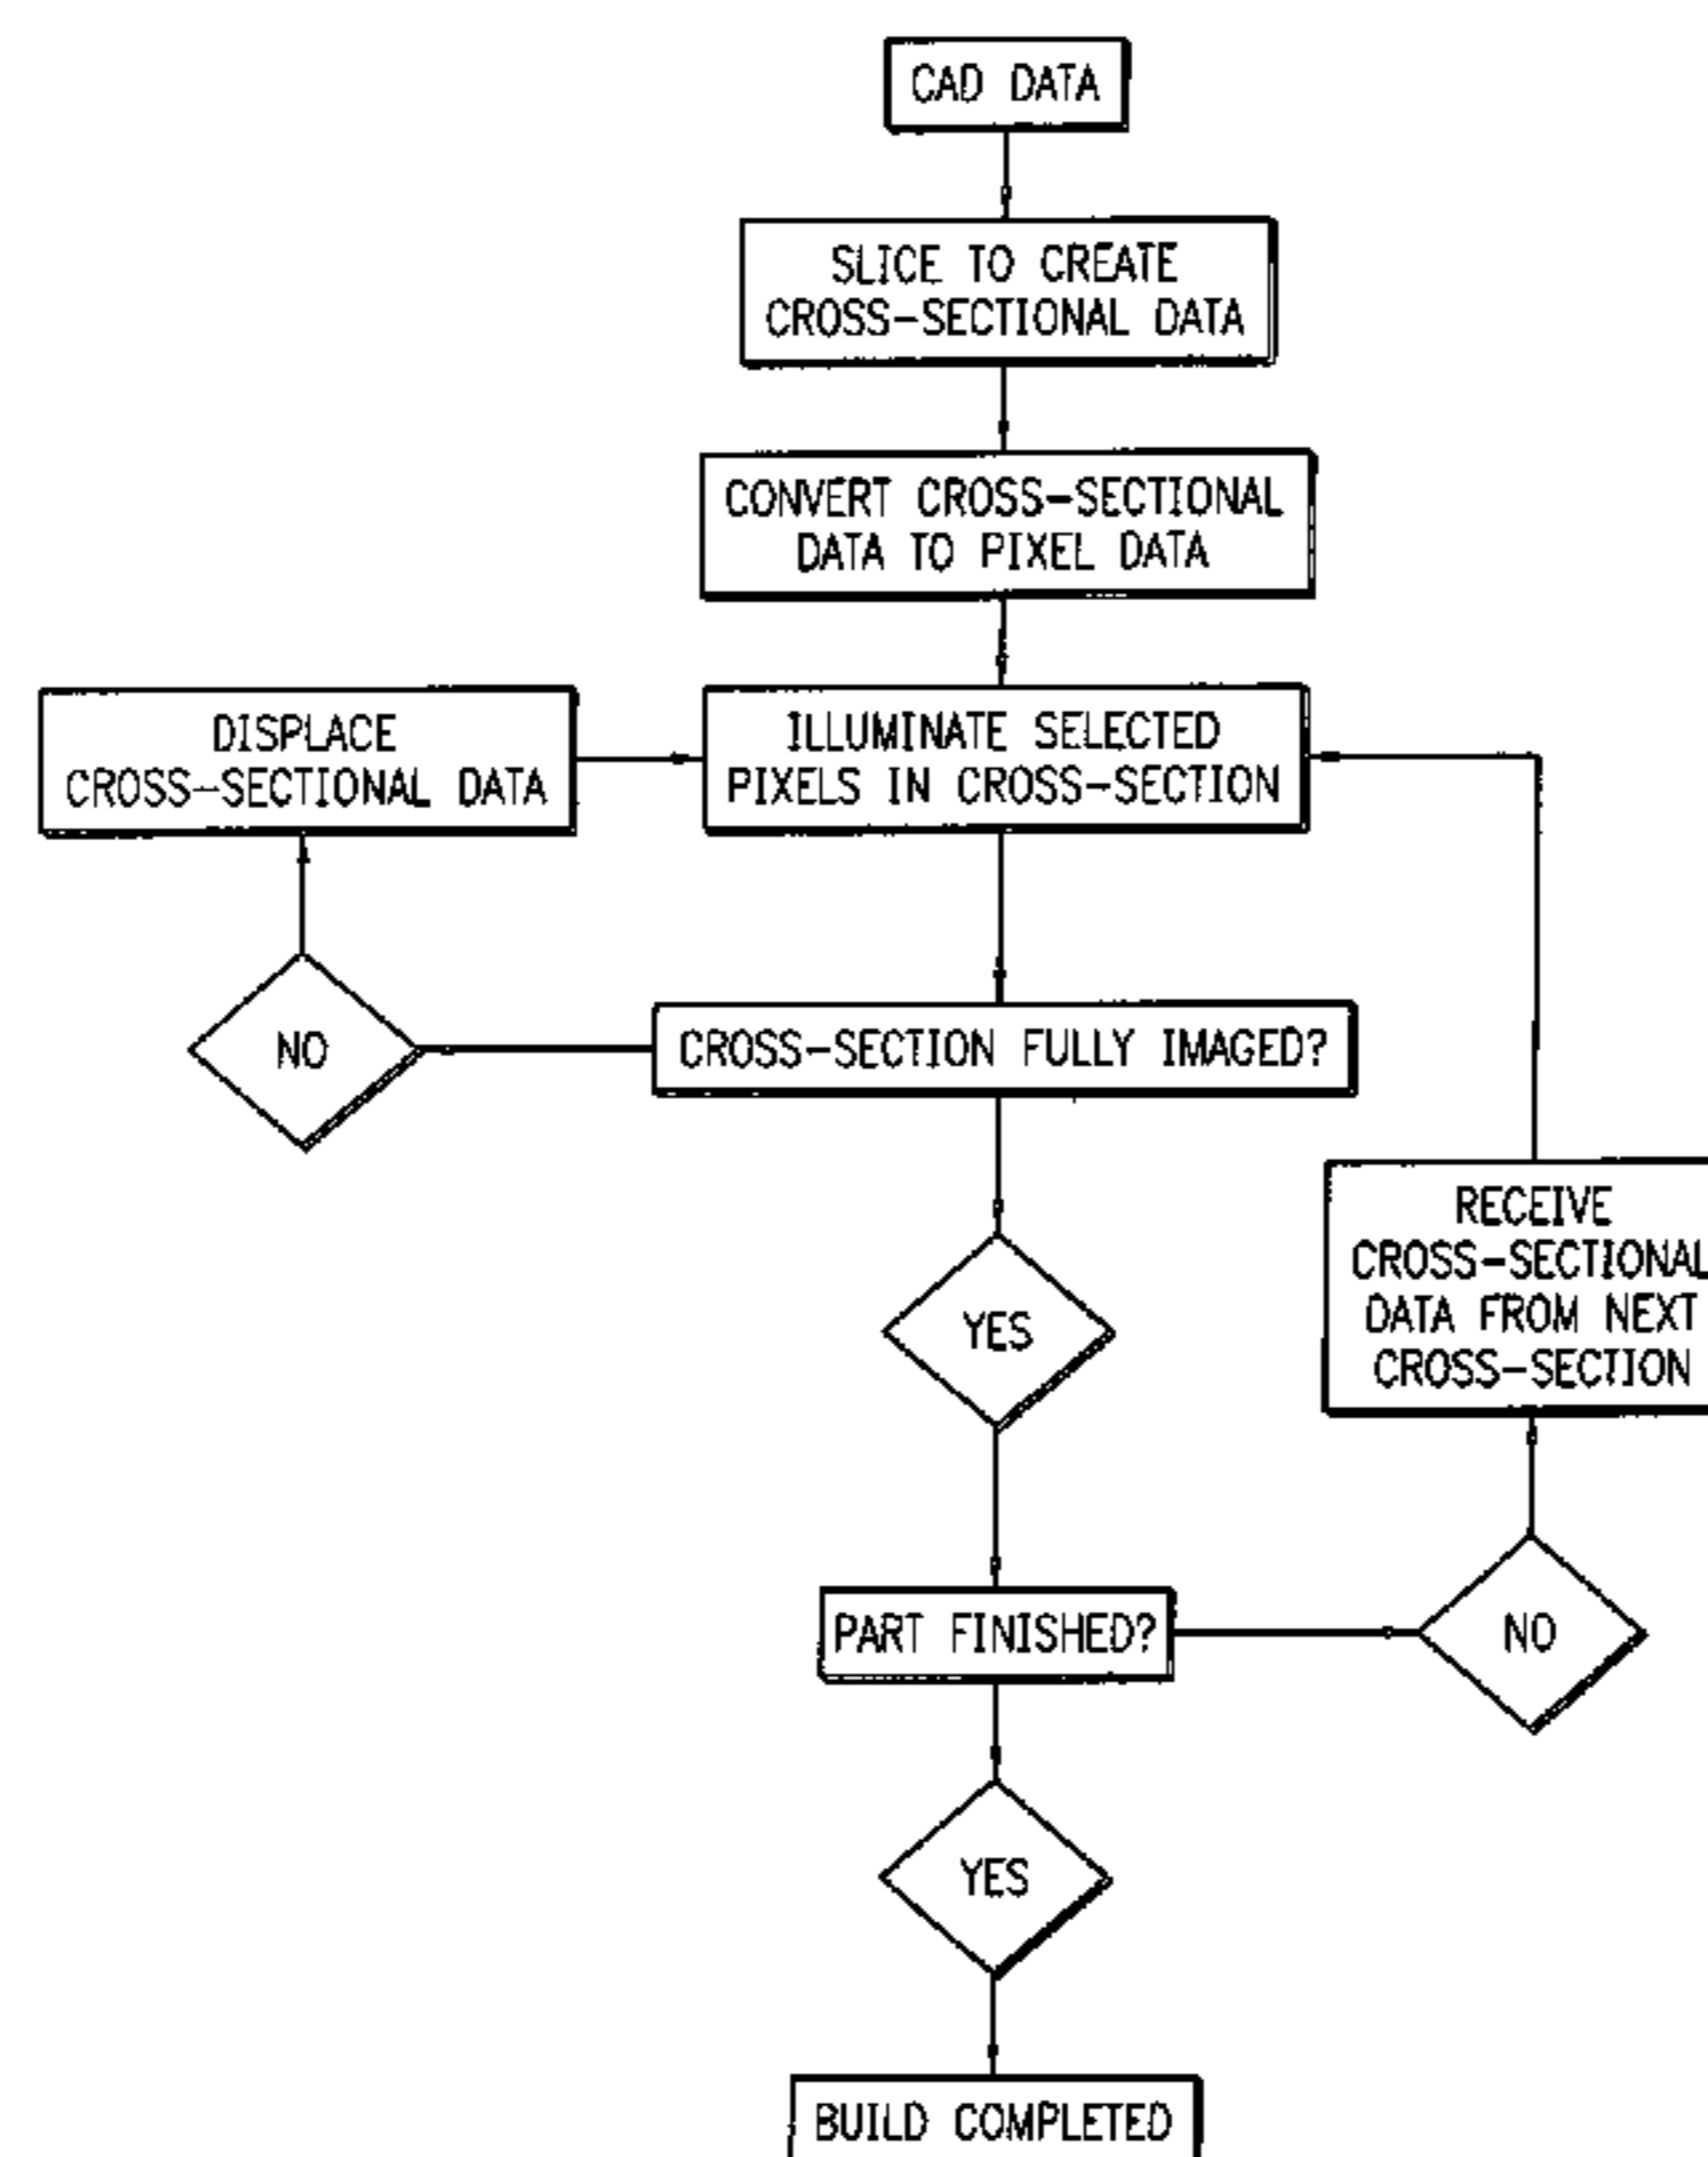 CAD DATA
SLICE TO CREATE
CROSS-SECTIONAL DATA
CONVERT CROSS-SECTIONAL
DATA TO PIXEL DATA
DISPLACE
CROSS-SECTIONAL DATA
ILLUMINATE SELECTED
PIXELS IN CROSS-SECTION
NO
CROSS-SECTION FULLY IMAGED?
YES
RECEIVE
CROSS-SECTIONAL
DATA FROM NEXT
CROSS-SECTION
PART FINISHED?
NO
YES
BUILD COMPLETED